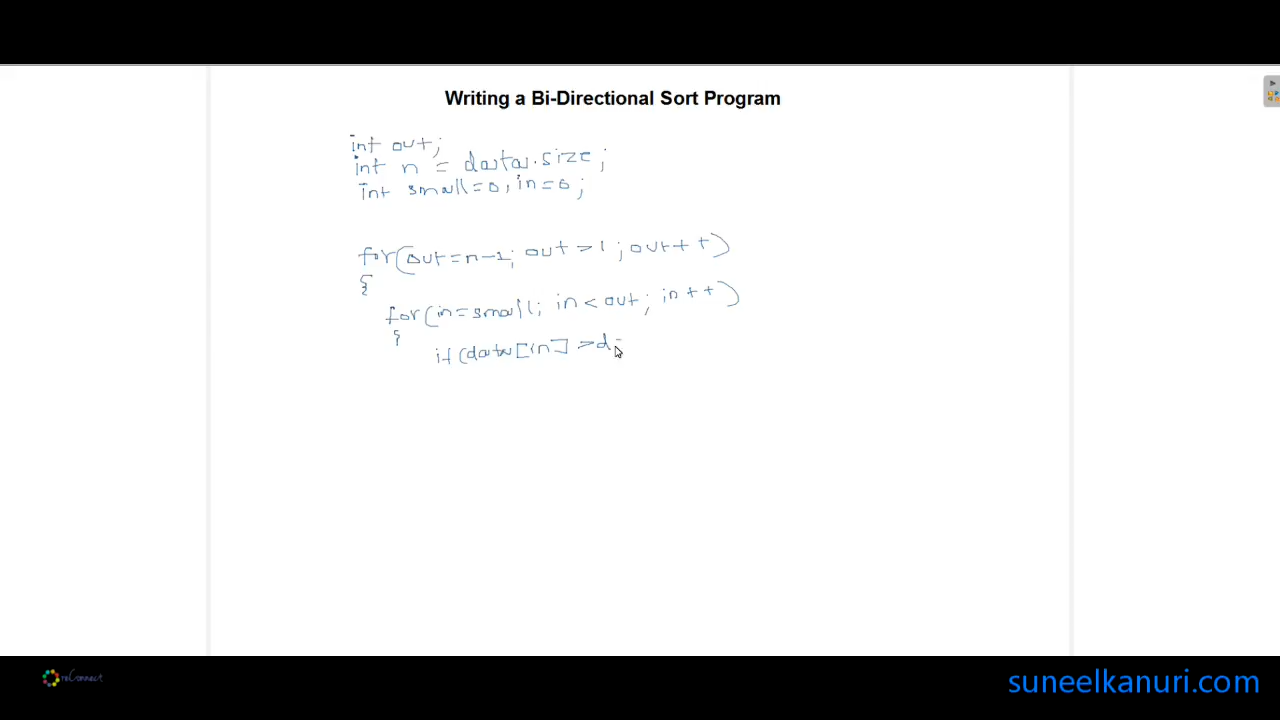 Writing a Bi-Directional Sort Program
int out;
int n = data.size;
int small=0, in=0;
for(out=n-1; out >1; out++)
{
for(in=small; in < out; in++)
{
if(data[in] >d
reConnect
suneelkanuri.com